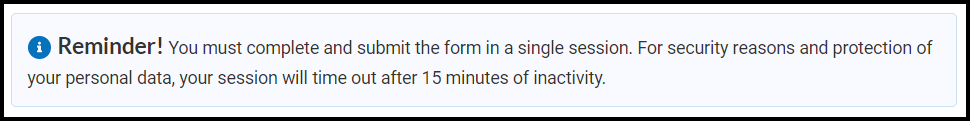 Reminder! You must complete and submit the form in a single session. For security reasons and protection of
your personal data, your session will time out after 15 minutes of inactivity.